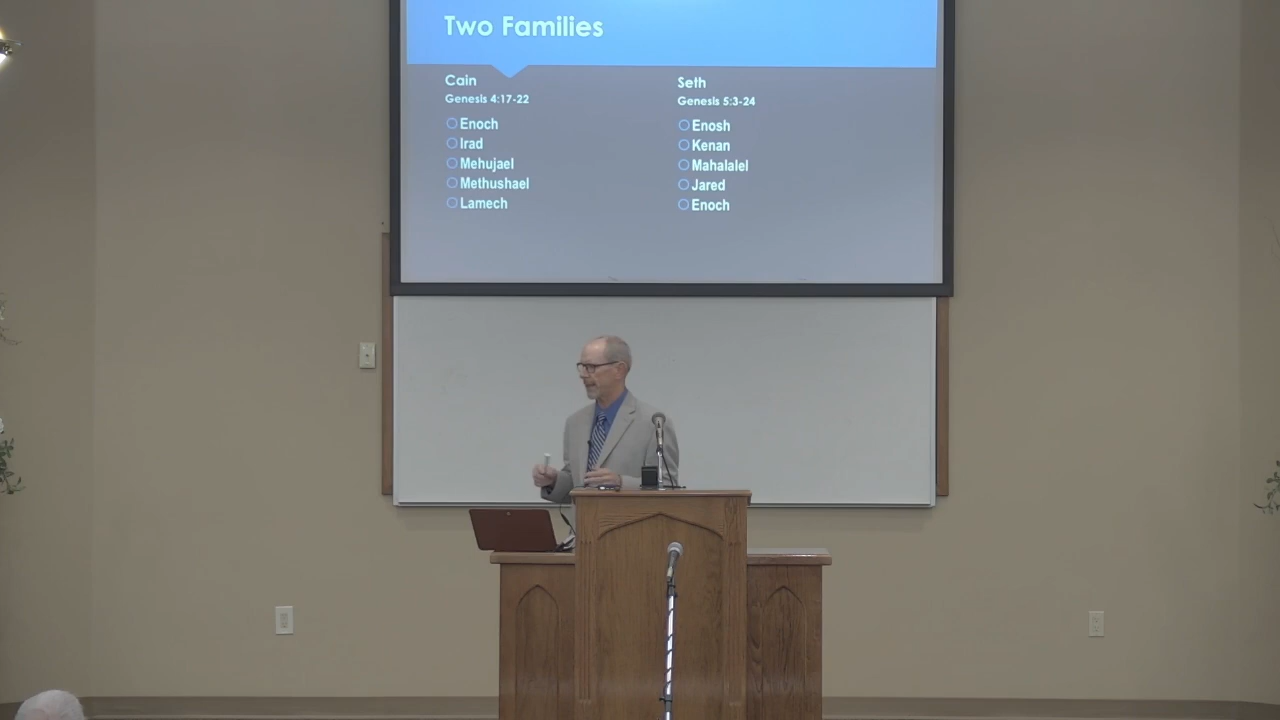 Two Families
Cain
Genesis 4:17-22
Enoch
Irad
Mehujael
Methushael
Lamech
Seth
Genesis 5:3-24
Enosh
Kenan
Mahalalel
Jared
Enoch